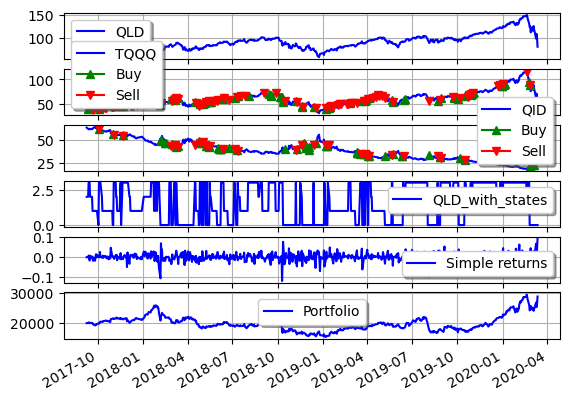 150
100
QLD
TQQQ
Buy
Sell
100
50
QID
Buy
Sell
50
25
2.5
0.0
QLD_with_states
0.1
0.0
−0.1
Simple returns
30000
20000
Portfolio
2017-10
2018-01
2018-04
2018-07
2018-10
2019-01
2019-04
2019-07
2019-10
2020-01
2020-04